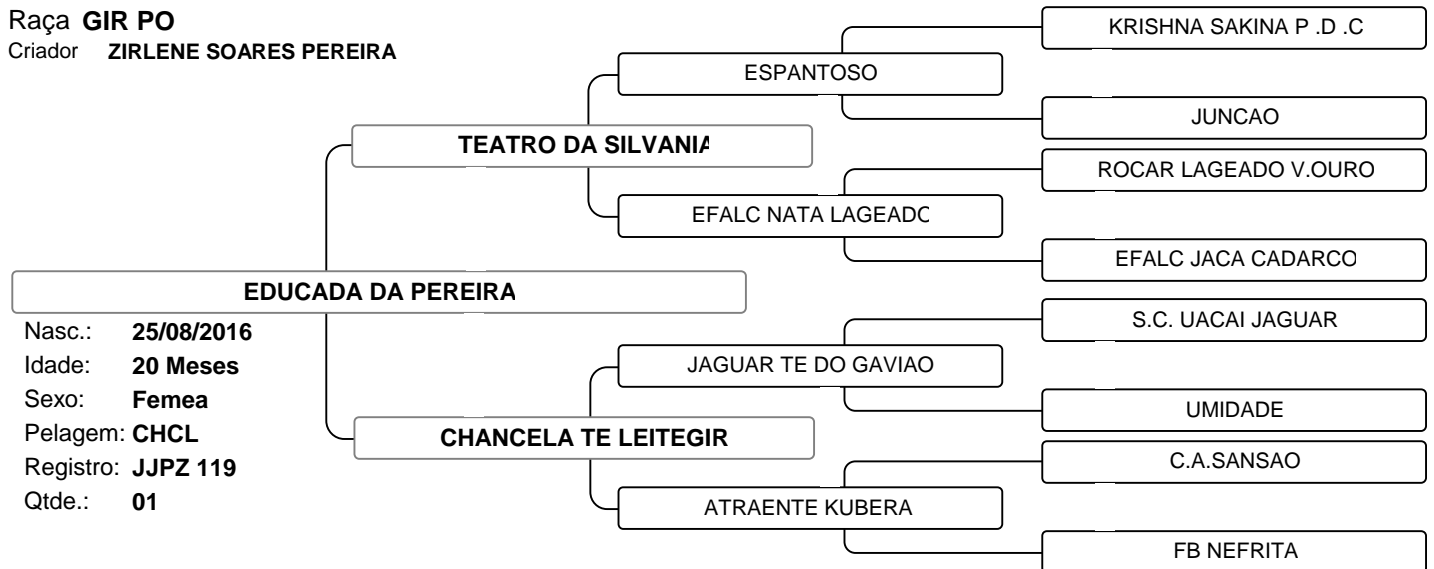 Raça GIR PO
Criador ZIRLENE SOARES PEREIRA
KRISHNA SAKINA P .D .C
ESPANTOSO
JUNCAO
TEATRO DA SILVANIA
ROCAR LAGEADO V.OURO
EFALC NATA LAGEADO
EFALC JACA CADARCO
EDUCADA DA PEREIRA
Nasc.: 25/08/2016
Idade: 20 Meses
Sexo: Femea
Pelagem: CHCL
Registro: JJPZ 119
Qtde.: 01
S.C. UACAI JAGUAR
JAGUAR TE DO GAVIAO
UMIDADE
CHANCELA TE LEITEGIR
C.A.SANSAO
ATRAENTE KUBERA
FB NEFRITA